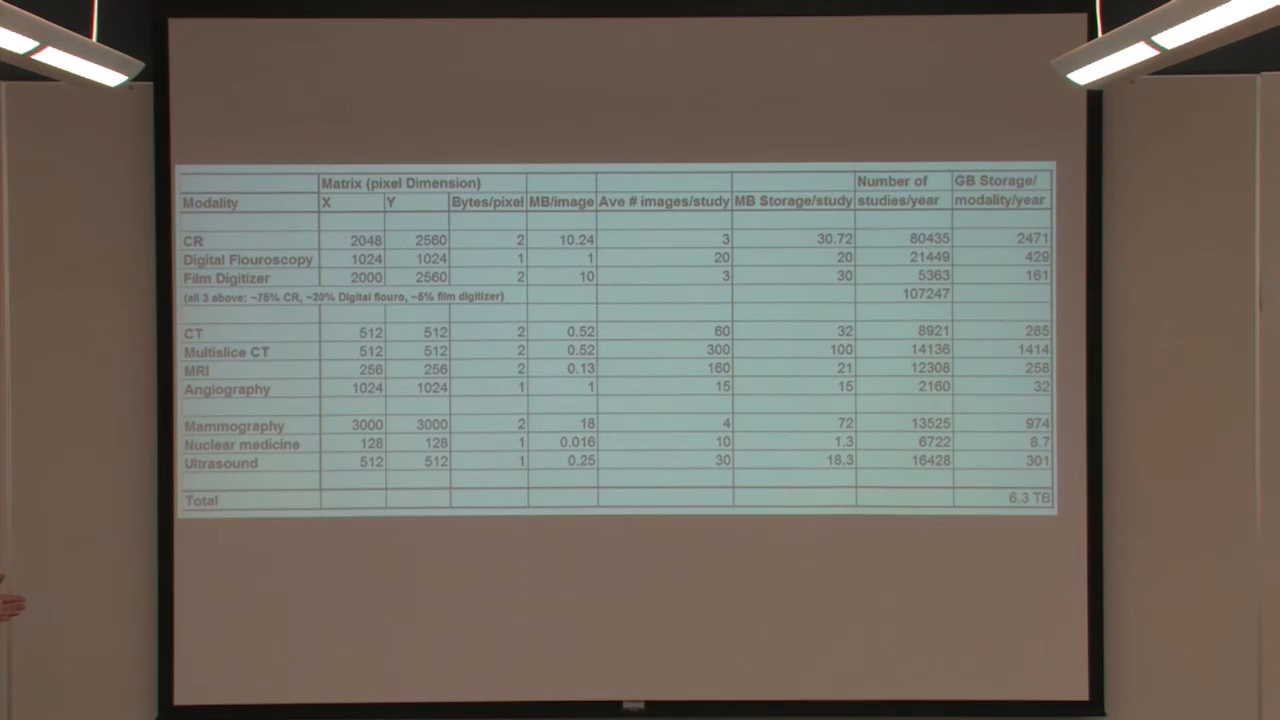 Matrix (pixel Dimension) Number of GB Storage/
Modality X Y Bytes/pixel MB/image Ave # images/study MB Storage/study studies/year modality/year
CR 2048 2560 2 10.24 3 30.72 80435 2471
Digital Flouroscopy 1024 1024 1 1 20 20 21449 429
Film Digitizer 2000 2560 2 10 3 30 5363 161
(all 3 above: ~75% CR, ~20% Digital flouro, ~5% film digitizer) 107247
CT 512 512 2 0.52 60 32 8921 285
Multislice CT 512 512 2 0.52 300 100 14136 1414
MRI 256 256 2 0.13 160 21 12308 258
Angiography 1024 1024 1 1 15 15 2160 32
Mammography 3000 3000 2 18 4 72 13525 974
Nuclear medicine 128 128 1 0.016 10 1.3 6722 8.7
Ultrasound 512 512 1 0.25 30 18.3 16428 301
Total 6.3 TB